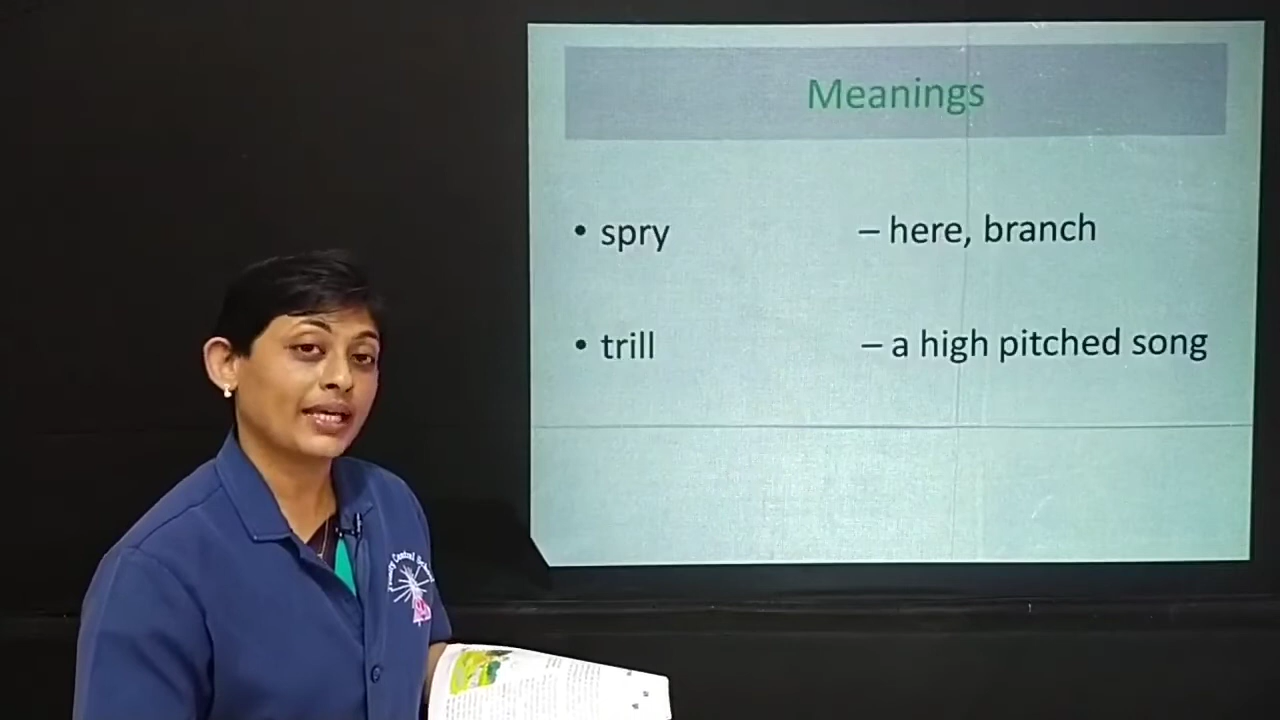 Meanings
• spry – here, branch
• trill – a high pitched song